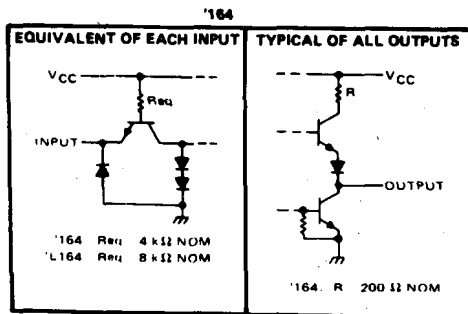 '164
EQUIVALENT OF EACH INPUT
VCC
Req
INPUT
'164 Req 4 kΩ NOM
'L164 Req 8 kΩ NOM
TYPICAL OF ALL OUTPUTS
VCC
R
OUTPUT
'164. R 200 Ω NOM